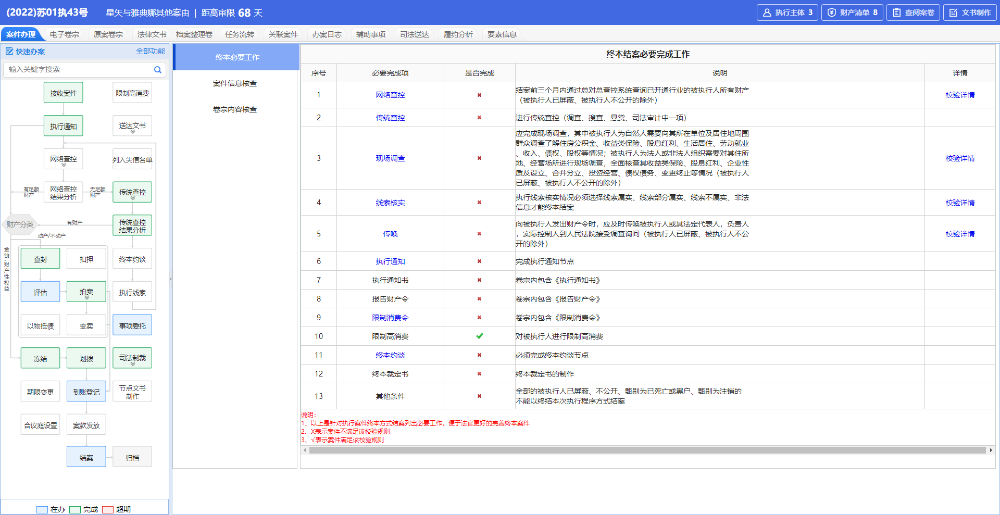 (2022)苏01执43号 星矢与雅典娜其他案由 | 距离审限 68 天
执行主体 3 财产清单 8 查阅案卷 文书制作
案件办理 电子卷宗 原案卷宗 法律文书 档案整理卷 任务流转 关联案件 办案日志 辅助事项 司法送达 履约分析 要素信息
快速办案 全部功能
输入关键字搜索
接收案件 限制高消费
执行通知 送达文书
网络查控 列入失信名单
有足额
财产
网络查控
结果分析
无足额
财产
传统查控
财产分类 有财产
传统查控
结果分析
动产/不动产
金钱、财产性权益
查封 扣押 终本约谈
评估 拍卖 执行线索
以物抵债 变卖 事项委托
冻结 划拨 司法制裁
期限变更 到账登记
节点文书
制作
合议庭设置 案款发放
结案 归档
在办 完成 超期
终本必要工作
案件信息核查
卷宗内容核查
终本结案必要完成工作
序号 必要完成项 是否完成 说明 详情
1 网络查控
结案前三个月内通过总对总查控系统查询已开通行业的被执行人所有财产
（被执行人已屏蔽、被执行人不公开的除外）
校验详情
2 传统查控 进行传统查控（调查、搜查、悬赏、司法审计中一项）
3 现场调查
应完成现场调查，其中被执行人为自然人需要向其所在单位及居住地周围
群众调查了解住房公积金、收益类保险、股息红利、生活居住、劳动就业
、收入、债权、股权等情况；被执行人为法人或非法人组织需要对其住所
地、经营场所进行现场调查，全面核查其收益类保险、股息红利、企业性
质及设立、合并分立、投资经营、债权债务、变更终止等情况（被执行人
已屏蔽、被执行人不公开的除外）
校验详情
4 线索核实
执行线索核实情况必须选择线索属实、线索部分属实、线索不属实、非法
信息才能终本结案
校验详情
5 传唤
向被执行人发出财产令时，应及时传唤被执行人或其法定代表人，负责人
，实际控制人到人民法院接受调查询问（被执行人已屏蔽、被执行人不公
开的除外）
校验详情
6 执行通知 完成执行通知节点
7 执行通知书 卷宗内包含《执行通知书》
8 报告财产令 卷宗内包含《报告财产令》
9 限制消费令 卷宗内包含《限制消费令》
10 限制高消费 对被执行人进行限制高消费
11 终本约谈 必须完成终本约谈节点
12 终本裁定书 终本裁定书的制作
13 其他条件
全部的被执行人已屏蔽、不公开、甄别为已死亡或黑户、甄别为注销的
不能以终结本次执行程序方式结案
说明：
1、以上是针对执行案件终本方式结案列出必要工作，便于法官更好的完善终本案件
2、X表示案件不满足该校验规则
3、√表示案件满足该校验规则